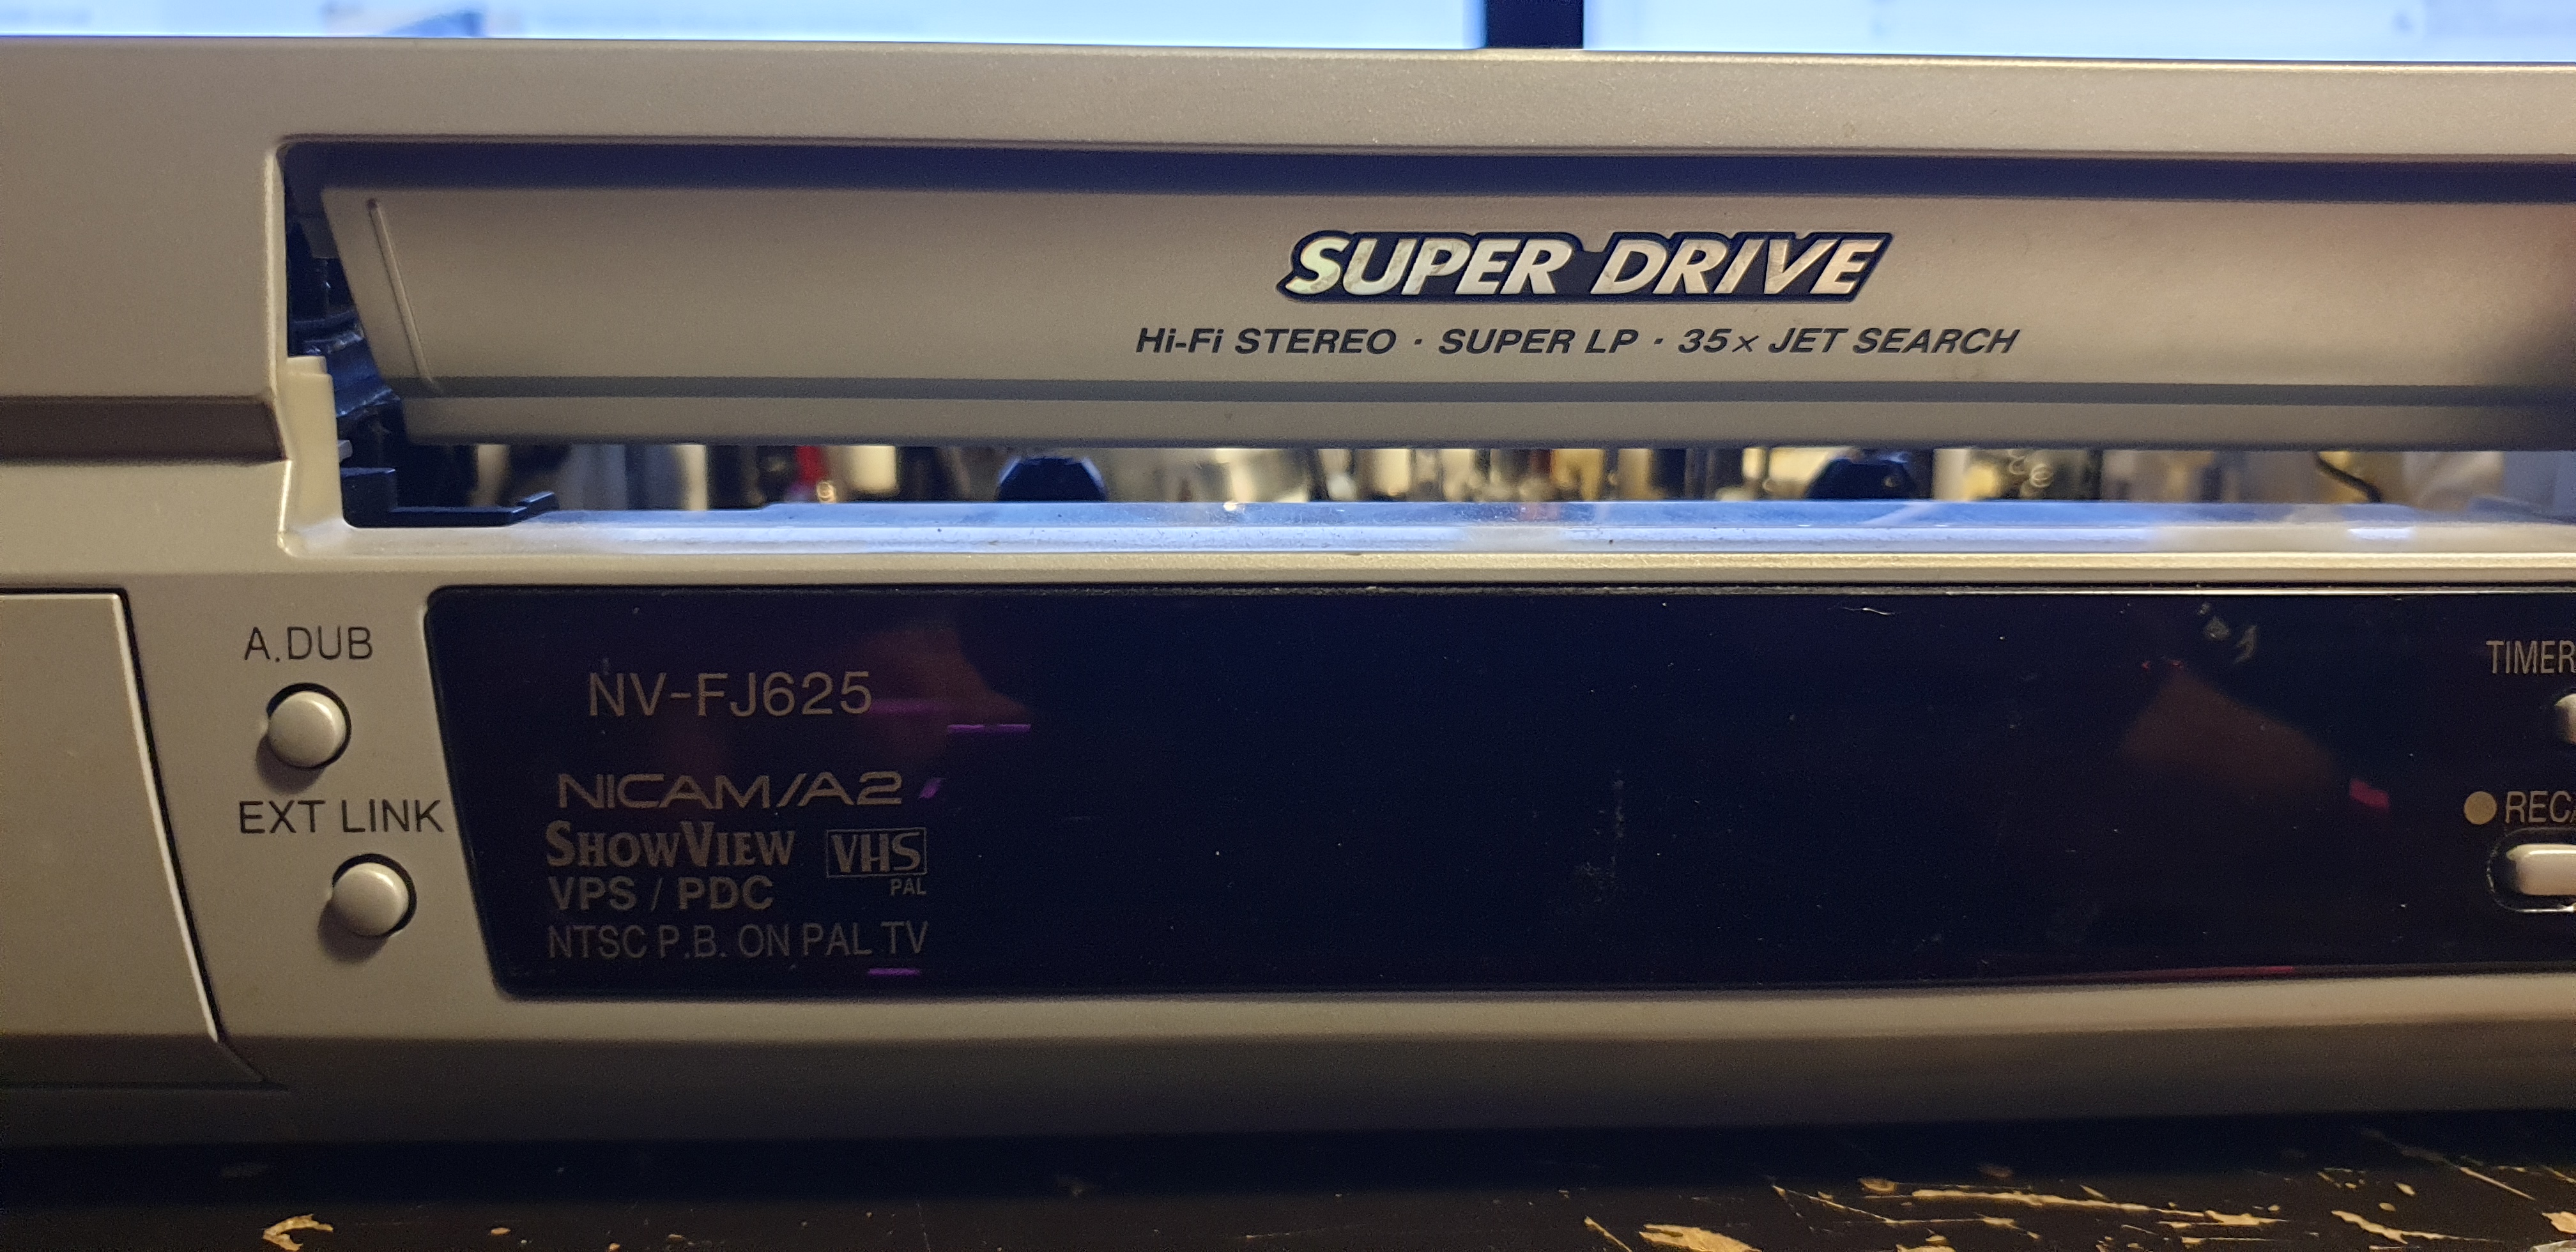 SUPER DRIVE
Hi-Fi STEREO · SUPER LP · 35× JET SEARCH
A.DUB
EXT LINK
NV-FJ625
NICAM/A2
SHOWVIEW VHS
PAL
VPS / PDC
NTSC P.B. ON PAL TV
TIMER
REC